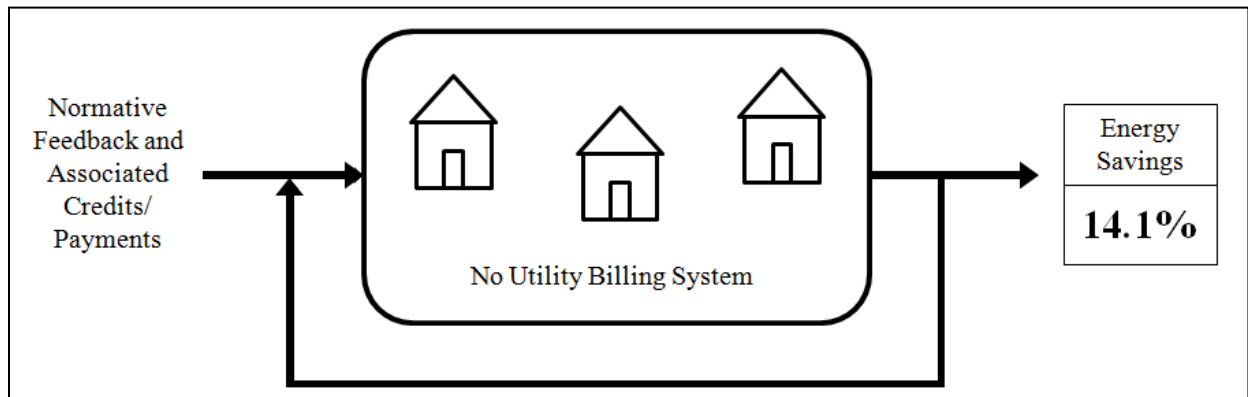 Normative
Feedback and
Associated
Credits/
Payments
No Utility Billing System
Energy
Savings
14.1%